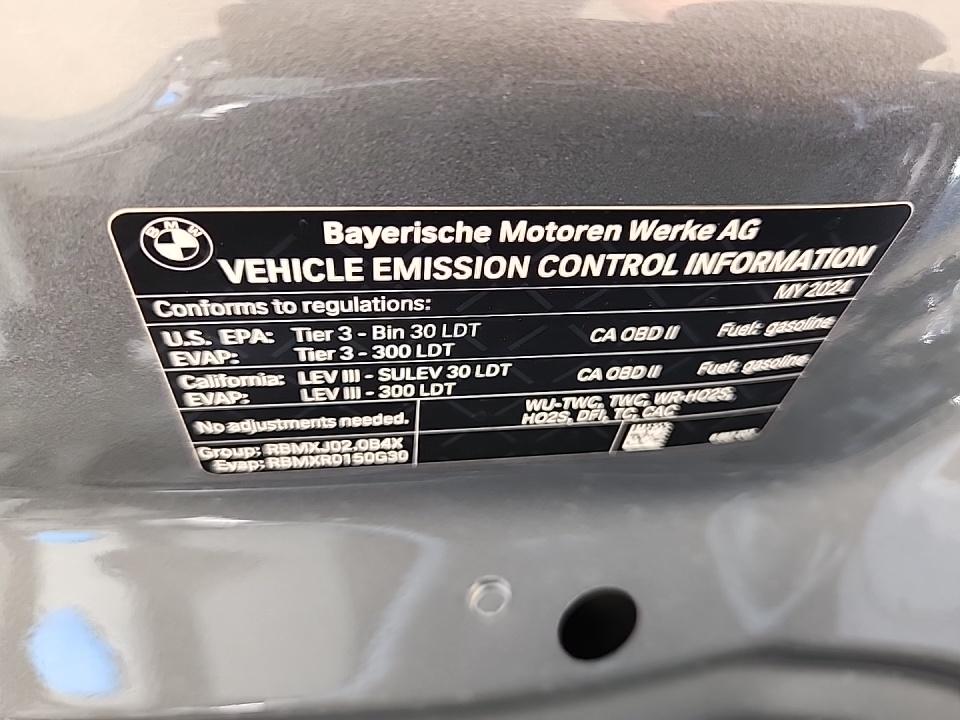 BMW
Bayerische Motoren Werke AG
VEHICLE EMISSION CONTROL INFORMATION
Conforms to regulations: MY 2024
U.S. EPA: Tier 3 - Bin 30 LDT CA OBD II Fuel: gasoline
EVAP: Tier 3 - 300 LDT
California: LEV III - SULEV 30 LDT CA OBD II Fuel: gasoline
EVAP: LEV III - 300 LDT
No adjustments needed. WU-TWC, TWC, WR-HO2S,
HO2S, DFI, TC, CAC
Group: RBMXJ02.0B4X
Evap: RBMXR0150G30